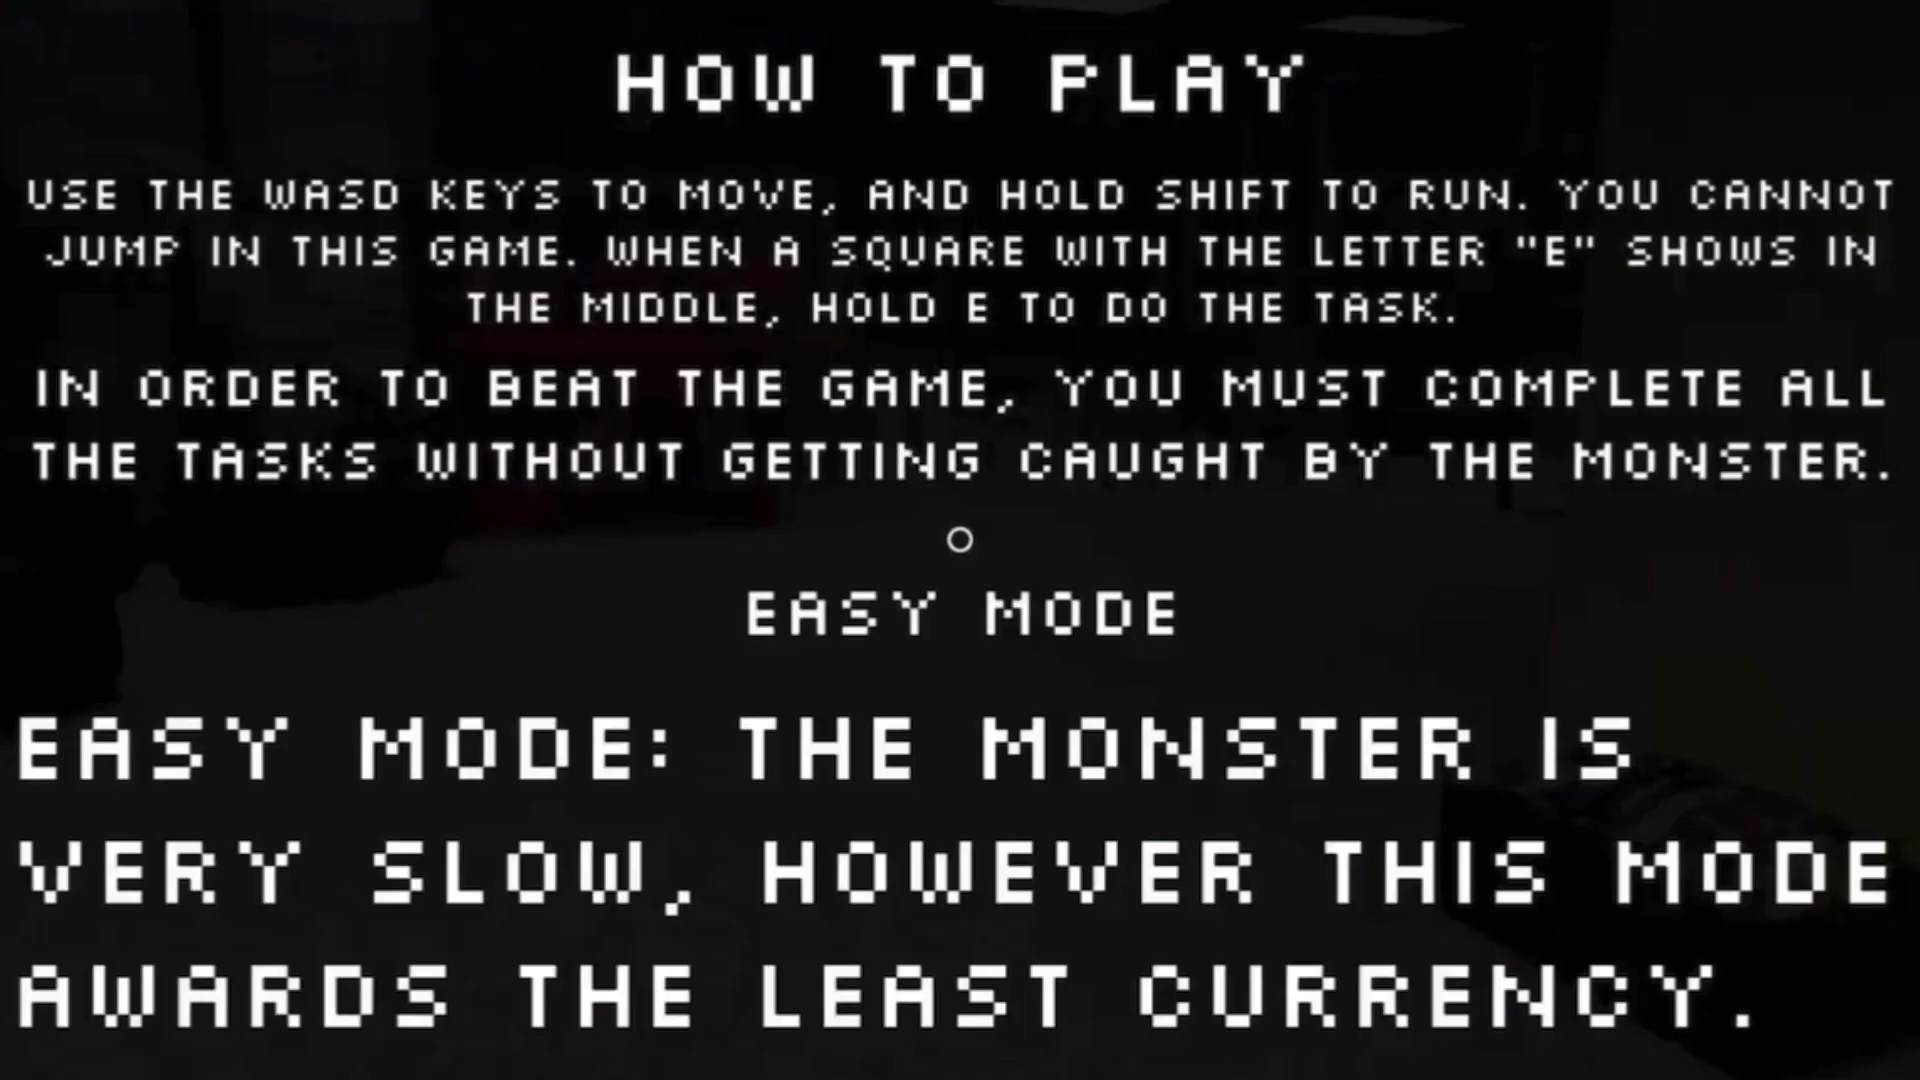 HOW TO PLAY
USE THE WASD KEYS TO MOVE, AND HOLD SHIFT TO RUN. YOU CANNOT
JUMP IN THIS GAME. WHEN A SQUARE WITH THE LETTER "E" SHOWS IN
THE MIDDLE, HOLD E TO DO THE TASK.
IN ORDER TO BEAT THE GAME, YOU MUST COMPLETE ALL
THE TASKS WITHOUT GETTING CAUGHT BY THE MONSTER.
EASY MODE
EASY MODE: THE MONSTER IS
VERY SLOW, HOWEVER THIS MODE
AWARDS THE LEAST CURRENCY.